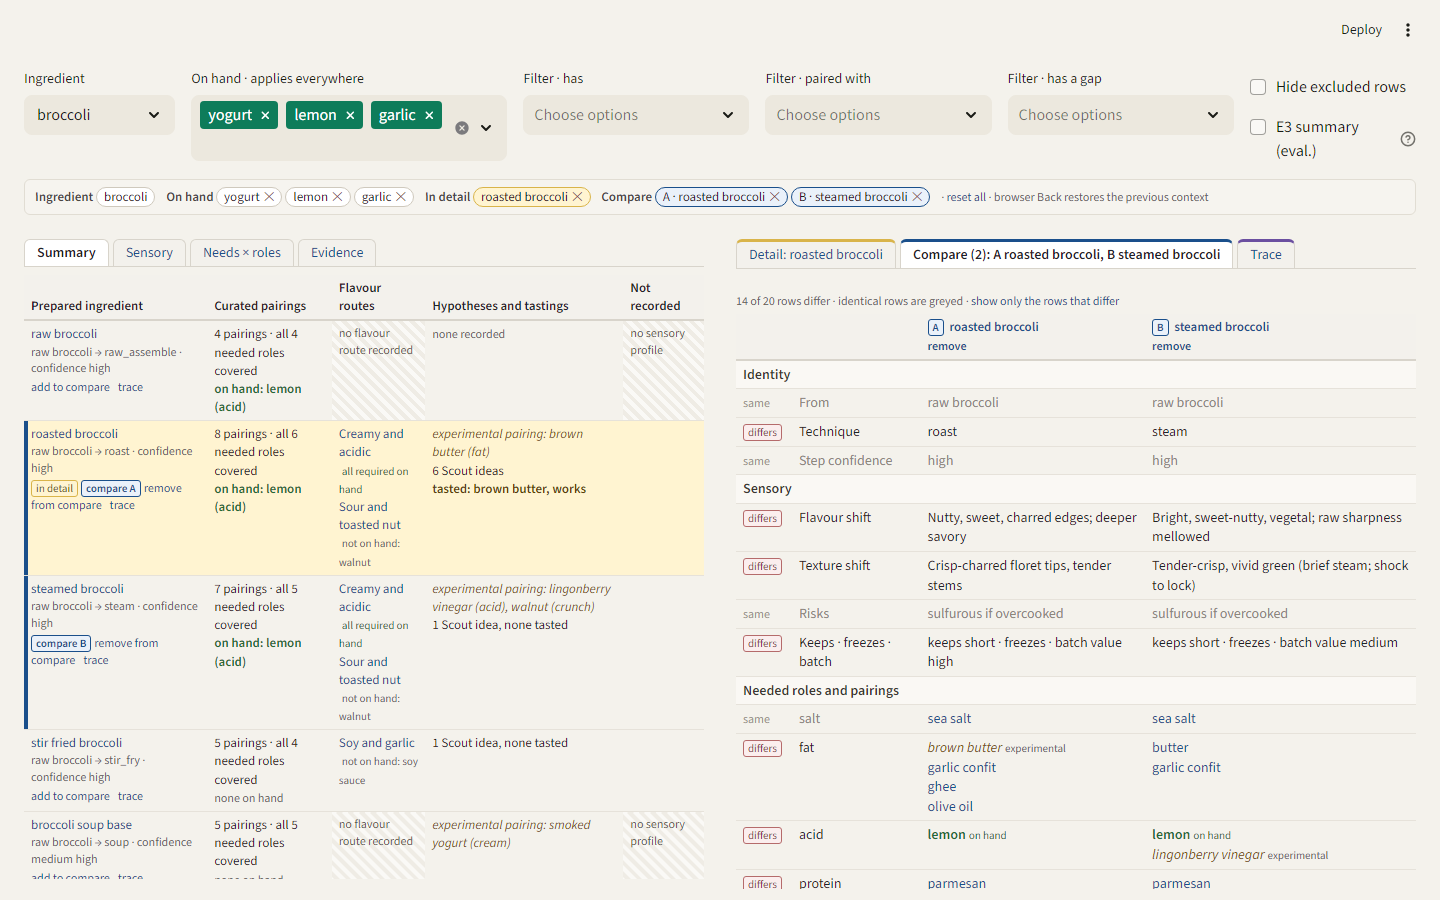 Deploy
Ingredient
On hand · applies everywhere
Filter · has
Filter · paired with
Filter · has a gap
broccoli
yogurt ×
lemon ×
garlic ×
Choose options
Choose options
Choose options
Hide excluded rows
E3 summary
(eval.)
Ingredient broccoli On hand yogurt × lemon × garlic × In detail roasted broccoli × Compare A · roasted broccoli × B · steamed broccoli × · reset all · browser Back restores the previous context
Summary
Sensory
Needs × roles
Evidence
Prepared ingredient
Curated pairings
Flavour
routes
Hypotheses and tastings
Not
recorded
raw broccoli
raw broccoli → raw_assemble ·
confidence high
add to compare trace
4 pairings · all 4
needed roles
covered
on hand: lemon
(acid)
no flavour
route recorded
none recorded
no sensory
profile
roasted broccoli
raw broccoli → roast · confidence
high
in detail compare A remove
from compare trace
8 pairings · all 6
needed roles
covered
on hand: lemon
(acid)
Creamy and
acidic
all required on
hand
Sour and
toasted nut
not on hand:
walnut
experimental pairing: brown
butter (fat)
6 Scout ideas
tasted: brown butter, works
steamed broccoli
raw broccoli → steam · confidence
high
compare B remove from
compare trace
7 pairings · all 5
needed roles
covered
on hand: lemon
(acid)
Creamy and
acidic
all required on
hand
Sour and
toasted nut
not on hand:
walnut
experimental pairing: lingonberry
vinegar (acid), walnut (crunch)
1 Scout idea, none tasted
stir fried broccoli
raw broccoli → stir_fry ·
confidence high
add to compare trace
5 pairings · all 4
needed roles
covered
none on hand
Soy and garlic
not on hand: soy
sauce
1 Scout idea, none tasted
broccoli soup base
raw broccoli → soup · confidence
medium high
add to compare trace
5 pairings · all 5
needed roles
covered
none on hand
no flavour
route recorded
experimental pairing: smoked
yogurt (cream)
no sensory
profile
Detail: roasted broccoli
Compare (2): A roasted broccoli, B steamed broccoli
Trace
14 of 20 rows differ · identical rows are greyed · show only the rows that differ
A roasted broccoli
remove
B steamed broccoli
remove
Identity
same From raw broccoli raw broccoli
differs Technique roast steam
same Step confidence high high
Sensory
differs Flavour shift
Nutty, sweet, charred edges; deeper
savory
Bright, sweet-nutty, vegetal; raw sharpness
mellowed
differs Texture shift
Crisp-charred floret tips, tender
stems
Tender-crisp, vivid green (brief steam; shock
to lock)
same Risks sulfurous if overcooked sulfurous if overcooked
differs Keeps · freezes ·
batch
keeps short · freezes · batch value
high
keeps short · freezes · batch value medium
Needed roles and pairings
same salt sea salt sea salt
differs fat
brown butter experimental
garlic confit
ghee
olive oil
butter
garlic confit
differs acid
lemon on hand
lemon on hand
lingonberry vinegar experimental
differs protein parmesan parmesan